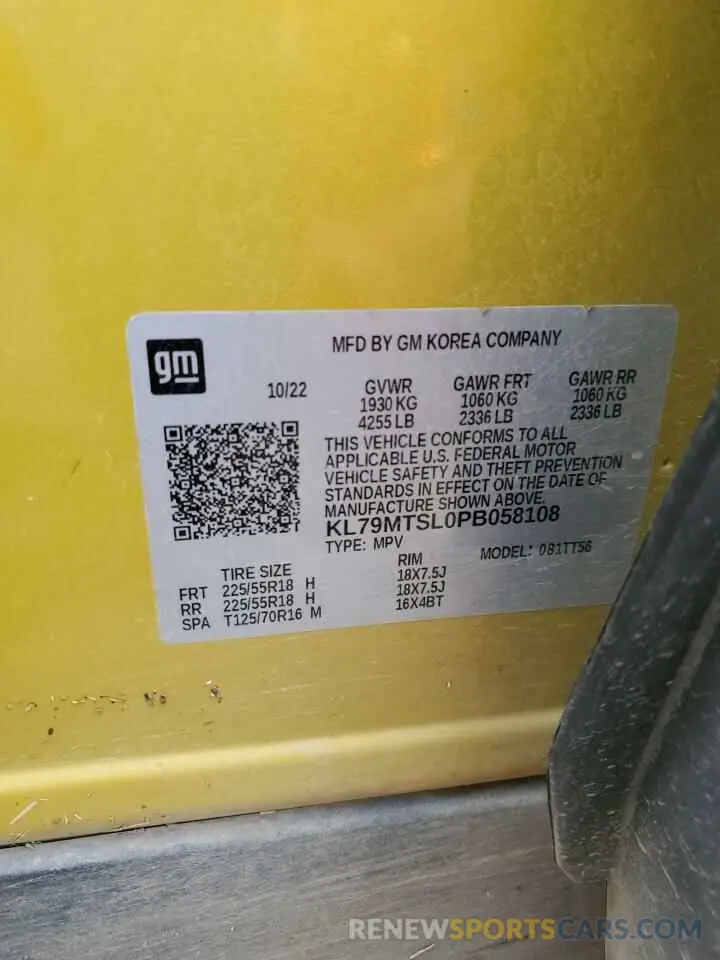 gm
MFD BY GM KOREA COMPANY
10/22
GVWR GAWR FRT GAWR RR
1930 KG 1060 KG 1060 KG
4255 LB 2336 LB 2336 LB
THIS VEHICLE CONFORMS TO ALL
APPLICABLE U.S. FEDERAL MOTOR
VEHICLE SAFETY AND THEFT PREVENTION
STANDARDS IN EFFECT ON THE DATE OF
MANUFACTURE SHOWN ABOVE.
KL79MTSL0PB058108
TYPE: MPV MODEL: 081TT56
TIRE SIZE RIM
FRT 225/55R18 H 18X7.5J
RR 225/55R18 H 18X7.5J
SPA T125/70R16 M 16X4BT
RENEWSPORTSCARS.COM